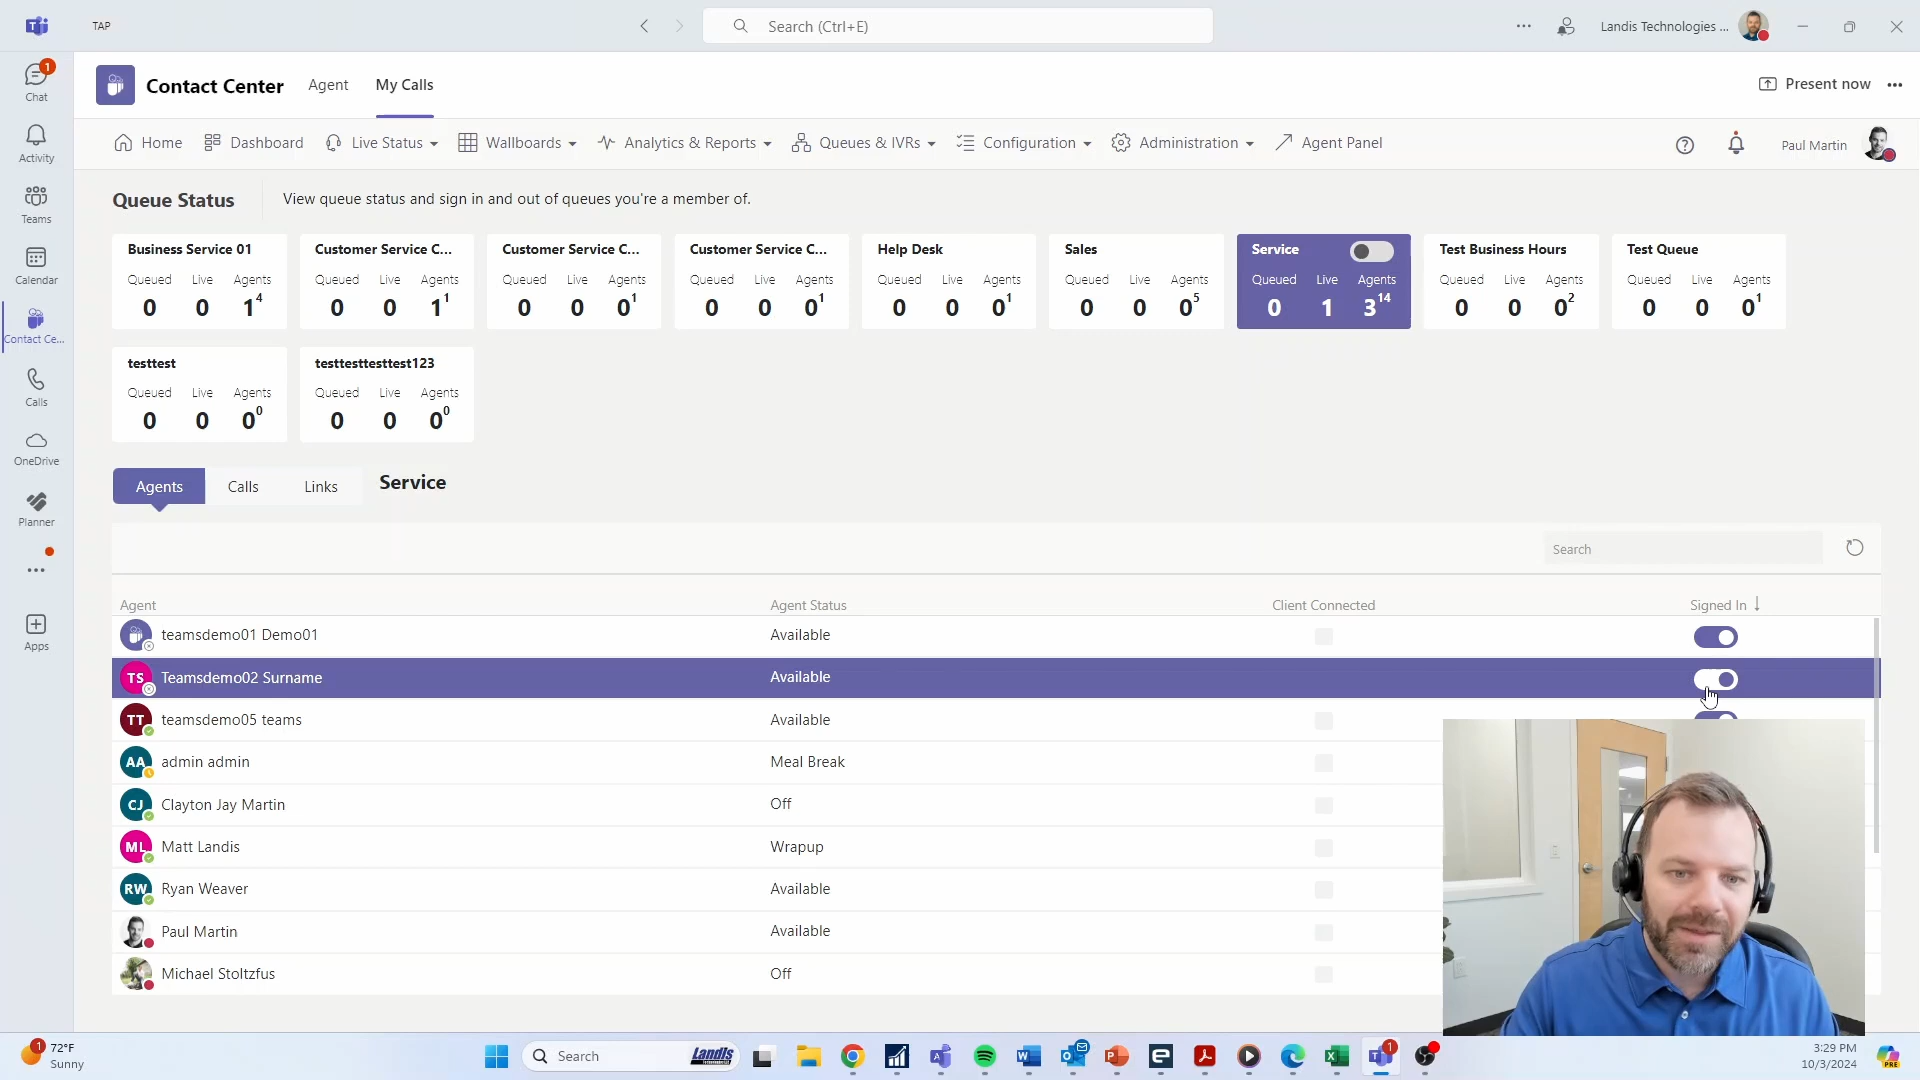 TAP
Search (Ctrl+E)
Landis Technologies ...
Chat
1
Activity
Teams
Calendar
Contact Ce...
Calls
OneDrive
Planner
Apps
Contact Center
Agent
My Calls
Present now
Home
Dashboard
Live Status
Wallboards
Analytics & Reports
Queues & IVRs
Configuration
Administration
Agent Panel
Paul Martin
Queue Status
View queue status and sign in and out of queues you're a member of.
Business Service 01
Queued Live Agents
0 0 1 4
Customer Service C...
Queued Live Agents
0 0 1 1
Customer Service C...
Queued Live Agents
0 0 0 1
Customer Service C...
Queued Live Agents
0 0 0 1
Help Desk
Queued Live Agents
0 0 0 1
Sales
Queued Live Agents
0 0 0 5
Service
Queued Live Agents
0 1 3 14
Test Business Hours
Queued Live Agents
0 0 0 2
Test Queue
Queued Live Agents
0 0 0 1
testtest
Queued Live Agents
0 0 0 0
testtesttesttest123
Queued Live Agents
0 0 0 0
Agents
Calls
Links
Service
Search
Agent Agent Status Client Connected Signed In
teamsdemo01 Demo01 Available
TS Teamsdemo02 Surname Available
TT teamsdemo05 teams Available
AA admin admin Meal Break
CJ Clayton Jay Martin Off
ML Matt Landis Wrapup
RW Ryan Weaver Available
Paul Martin Available
Michael Stoltzfus Off
1
72°F
Sunny
Search
Landis
1
3:29 PM
10/3/2024
PRE